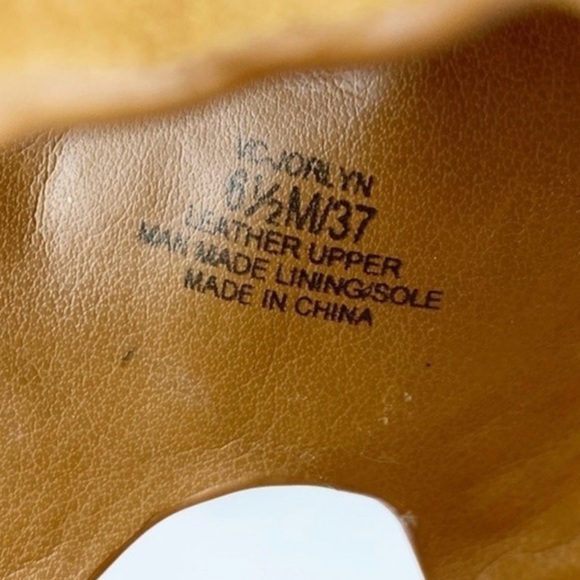 VC-JORLYN
6½M/37
LEATHER UPPER
MAN MADE LINING/SOLE
MADE IN CHINA